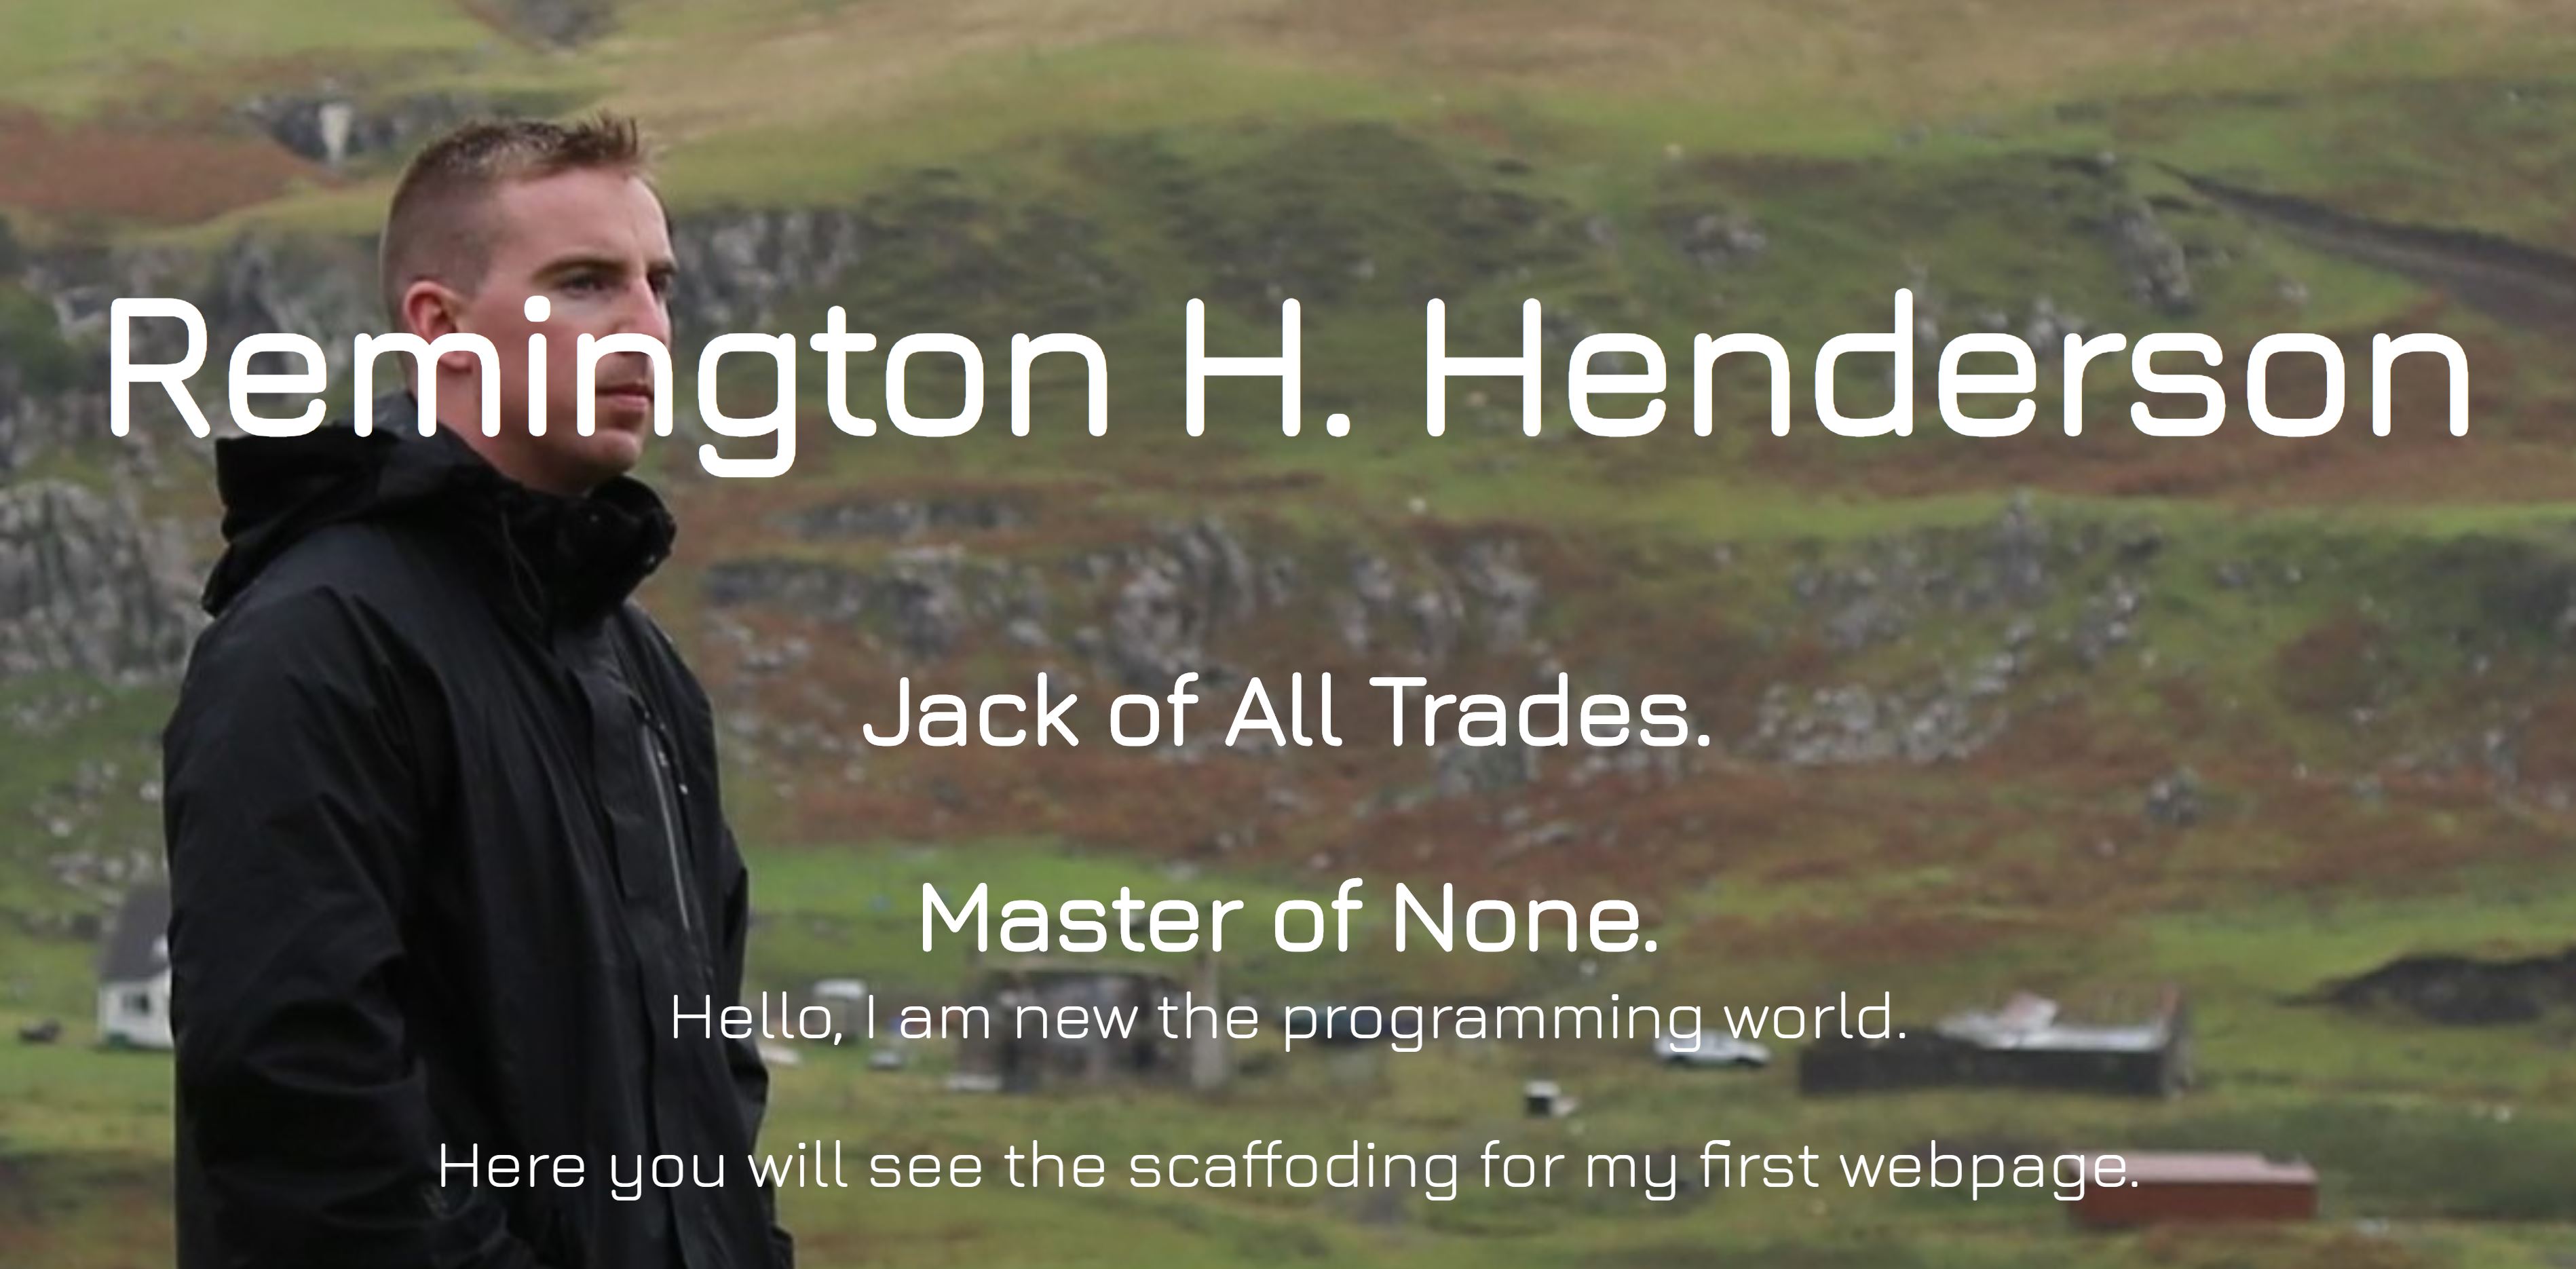 Remington H. Henderson
Jack of All Trades.
Master of None.
Hello, I am new the programming world.
Here you will see the scaffoding for my first webpage.